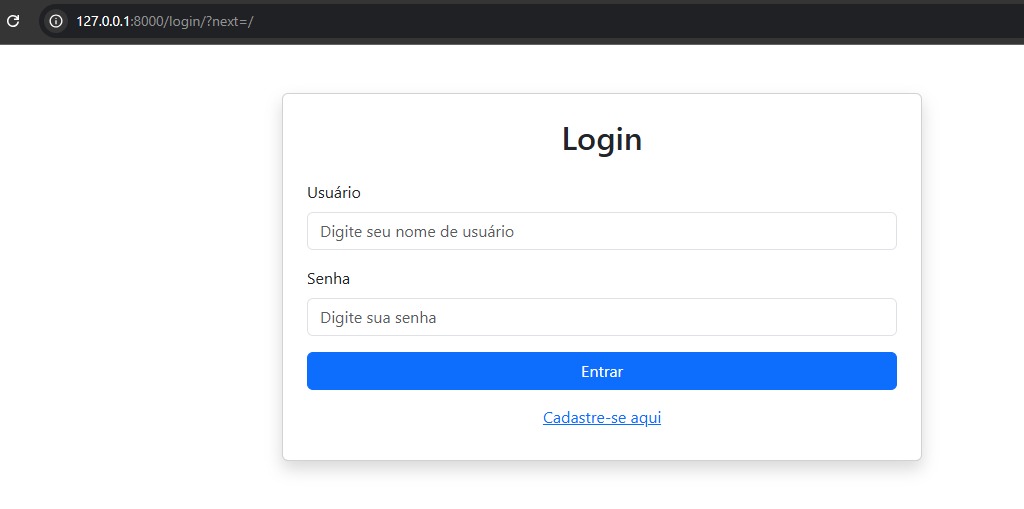 127.0.0.1:8000/login/?next=/
Login
Usuário
Digite seu nome de usuário
Senha
Digite sua senha
Entrar
Cadastre-se aqui